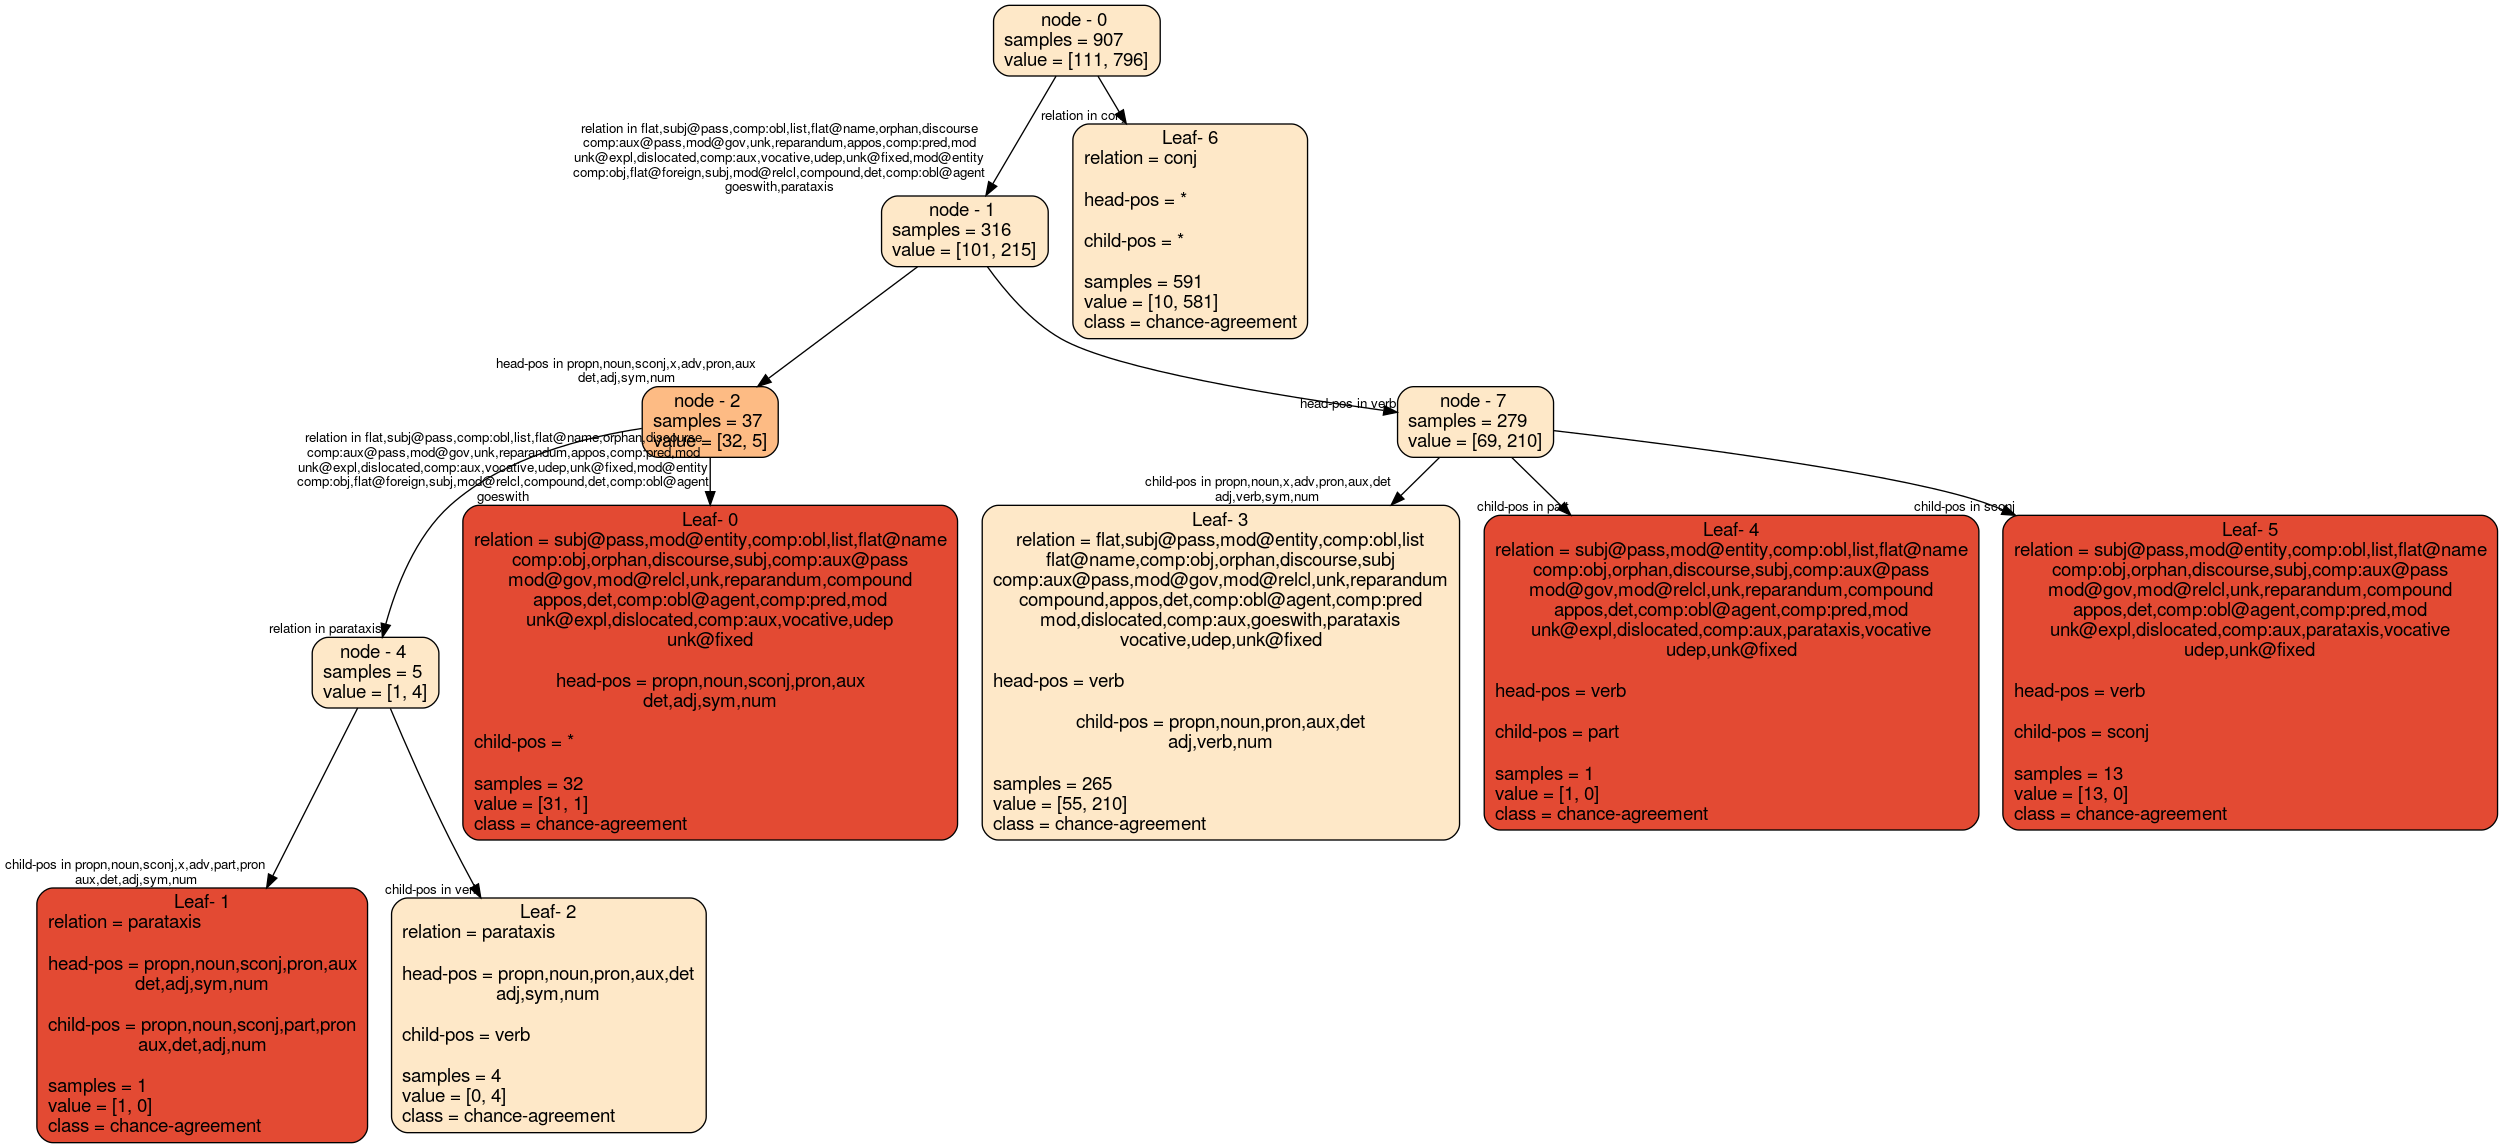 node - 0
samples = 907
value = [111, 796]
relation in flat,subj@pass,comp:obl,list,flat@name,orphan,discourse
comp:aux@pass,mod@gov,unk,reparandum,appos,comp:pred,mod
unk@expl,dislocated,comp:aux,vocative,udep,unk@fixed,mod@entity
comp:obj,flat@foreign,subj,mod@relcl,compound,det,comp:obl@agent
goeswith,parataxis
relation in conj
node - 1
samples = 316
value = [101, 215]
Leaf- 6
relation = conj
head-pos = *
child-pos = *
samples = 591
value = [10, 581]
class = chance-agreement
head-pos in propn,noun,sconj,x,adv,pron,aux
det,adj,sym,num
head-pos in verb
node - 2
samples = 37
value = [32, 5]
node - 7
samples = 279
value = [69, 210]
relation in flat,subj@pass,comp:obl,list,flat@name,orphan,discourse
comp:aux@pass,mod@gov,unk,reparandum,appos,comp:pred,mod
unk@expl,dislocated,comp:aux,vocative,udep,unk@fixed,mod@entity
comp:obj,flat@foreign,subj,mod@relcl,compound,det,comp:obl@agent
goeswith
child-pos in propn,noun,x,adv,pron,aux,det
adj,verb,sym,num
child-pos in part
child-pos in sconj
relation in parataxis
node - 4
samples = 5
value = [1, 4]
Leaf- 0
relation = subj@pass,mod@entity,comp:obl,list,flat@name
comp:obj,orphan,discourse,subj,comp:aux@pass
mod@gov,mod@relcl,unk,reparandum,compound
appos,det,comp:obl@agent,comp:pred,mod
unk@expl,dislocated,comp:aux,vocative,udep
unk@fixed
head-pos = propn,noun,sconj,pron,aux
det,adj,sym,num
child-pos = *
samples = 32
value = [31, 1]
class = chance-agreement
Leaf- 3
relation = flat,subj@pass,mod@entity,comp:obl,list
flat@name,comp:obj,orphan,discourse,subj
comp:aux@pass,mod@gov,mod@relcl,unk,reparandum
compound,appos,det,comp:obl@agent,comp:pred
mod,dislocated,comp:aux,goeswith,parataxis
vocative,udep,unk@fixed
head-pos = verb
child-pos = propn,noun,pron,aux,det
adj,verb,num
samples = 265
value = [55, 210]
class = chance-agreement
Leaf- 4
relation = subj@pass,mod@entity,comp:obl,list,flat@name
comp:obj,orphan,discourse,subj,comp:aux@pass
mod@gov,mod@relcl,unk,reparandum,compound
appos,det,comp:obl@agent,comp:pred,mod
unk@expl,dislocated,comp:aux,parataxis,vocative
udep,unk@fixed
head-pos = verb
child-pos = part
samples = 1
value = [1, 0]
class = chance-agreement
Leaf- 5
relation = subj@pass,mod@entity,comp:obl,list,flat@name
comp:obj,orphan,discourse,subj,comp:aux@pass
mod@gov,mod@relcl,unk,reparandum,compound
appos,det,comp:obl@agent,comp:pred,mod
unk@expl,dislocated,comp:aux,parataxis,vocative
udep,unk@fixed
head-pos = verb
child-pos = sconj
samples = 13
value = [13, 0]
class = chance-agreement
child-pos in propn,noun,sconj,x,adv,part,pron
aux,det,adj,sym,num
child-pos in verb
Leaf- 1
relation = parataxis
head-pos = propn,noun,sconj,pron,aux
det,adj,sym,num
child-pos = propn,noun,sconj,part,pron
aux,det,adj,num
samples = 1
value = [1, 0]
class = chance-agreement
Leaf- 2
relation = parataxis
head-pos = propn,noun,pron,aux,det
adj,sym,num
child-pos = verb
samples = 4
value = [0, 4]
class = chance-agreement